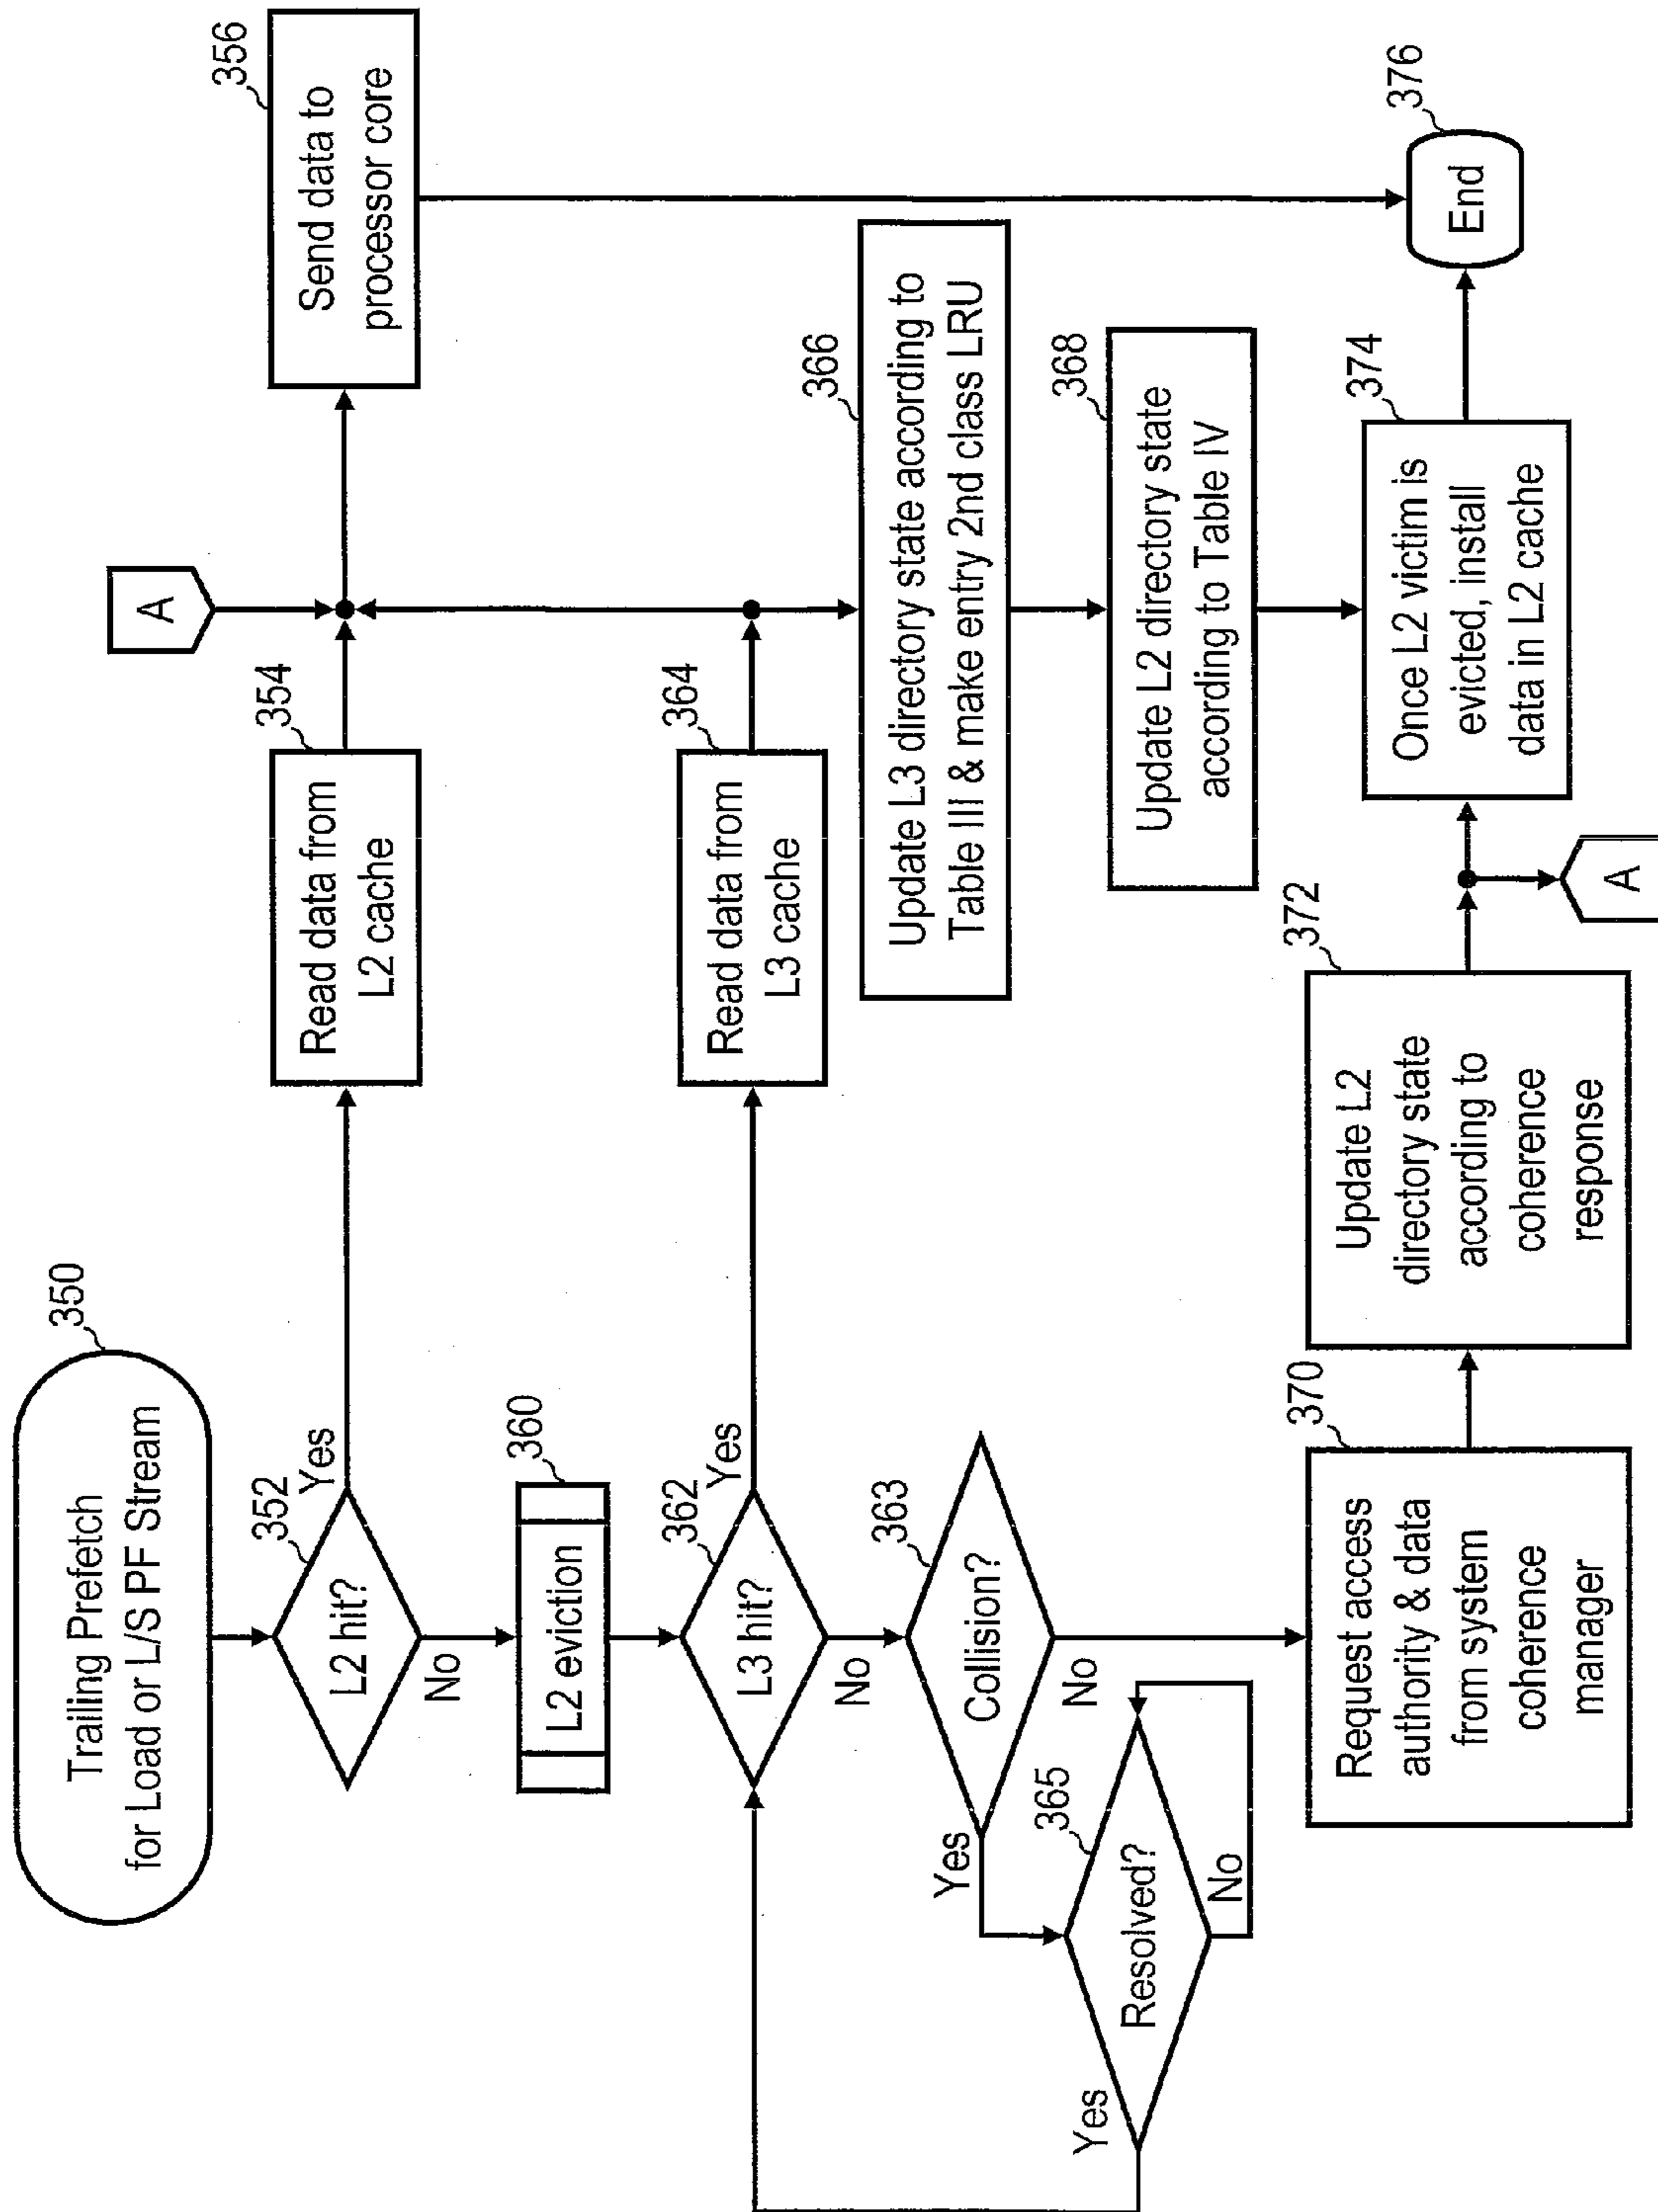 350
Trailing Prefetch
for Load or L/S PF Stream
352
L2 hit?
Yes
No
354
Read data from
L2 cache
A
356
Send data to
processor core
360
L2 eviction
362
L3 hit?
Yes
No
364
Read data from
L3 cache
363
Collision?
Yes
No
365
Resolved?
Yes
No
366
Update L3 directory state according to
Table III & make entry 2nd class LRU
368
Update L2 directory state
according to Table IV
370
Request access
authority & data
from system
coherence
manager
372
Update L2
directory state
according to
coherence
response
A
374
Once L2 victim is
evicted, install
data in L2 cache
376
End